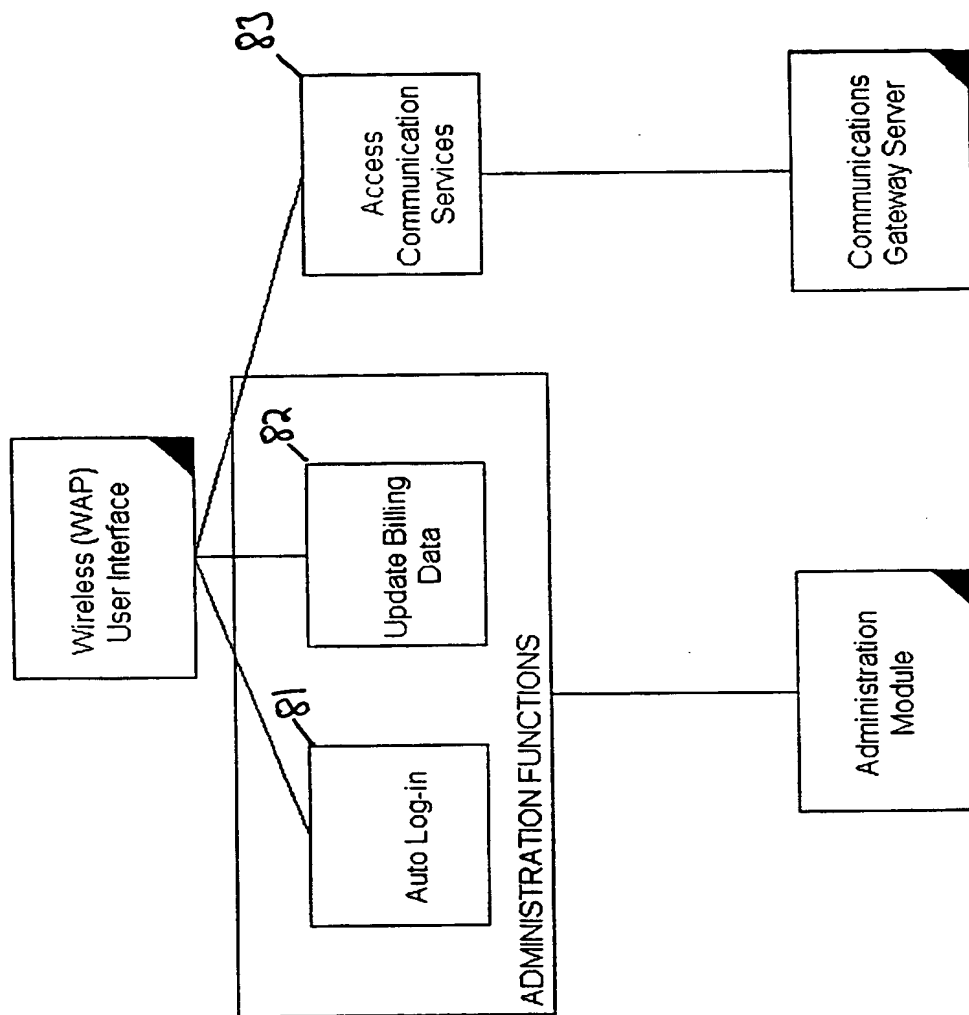 Wireless (WAP)
User Interface
81
Auto Log-in
82
Update Billing
Data
83
Access
Communication
Services
ADMINISTRATION FUNCTIONS
Administration
Module
Communications
Gateway Server